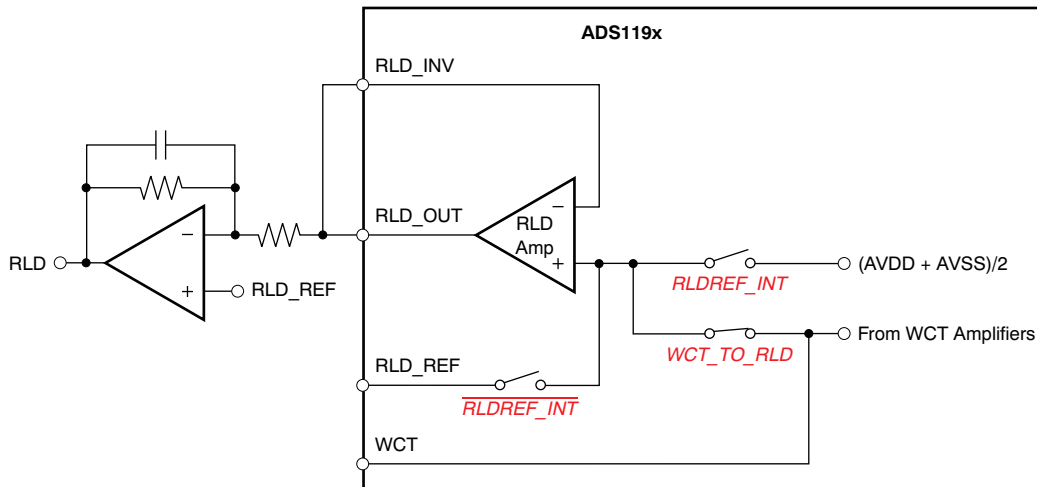 ADS119x
RLD_INV
RLD_OUT
RLD
Amp
−
+
(AVDD + AVSS)/2
RLDREF_INT
−
+
RLD
RLD_REF
From WCT Amplifiers
WCT_TO_RLD
RLD_REF
RLDREF_INT
WCT